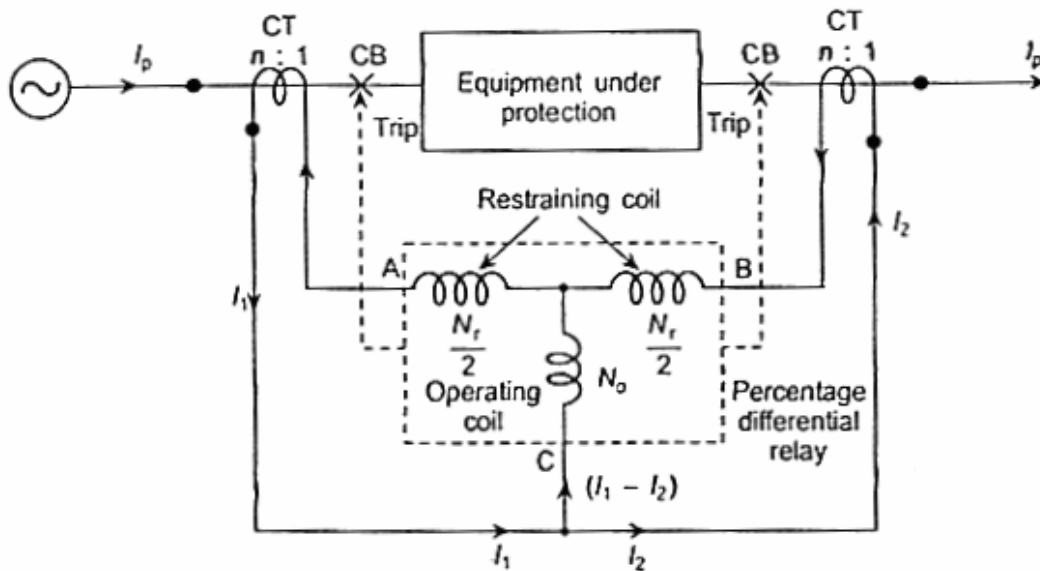 CT
n : 1
I_p
CB
Equipment under
protection
CB
CT
n : 1
I_p
Trip
Trip
Restraining coil
I_2
A
B
I_1
N_r
2
N_r
2
Operating
coil
N_o
Percentage
differential
relay
C
(I_1 – I_2)
I_1
I_2